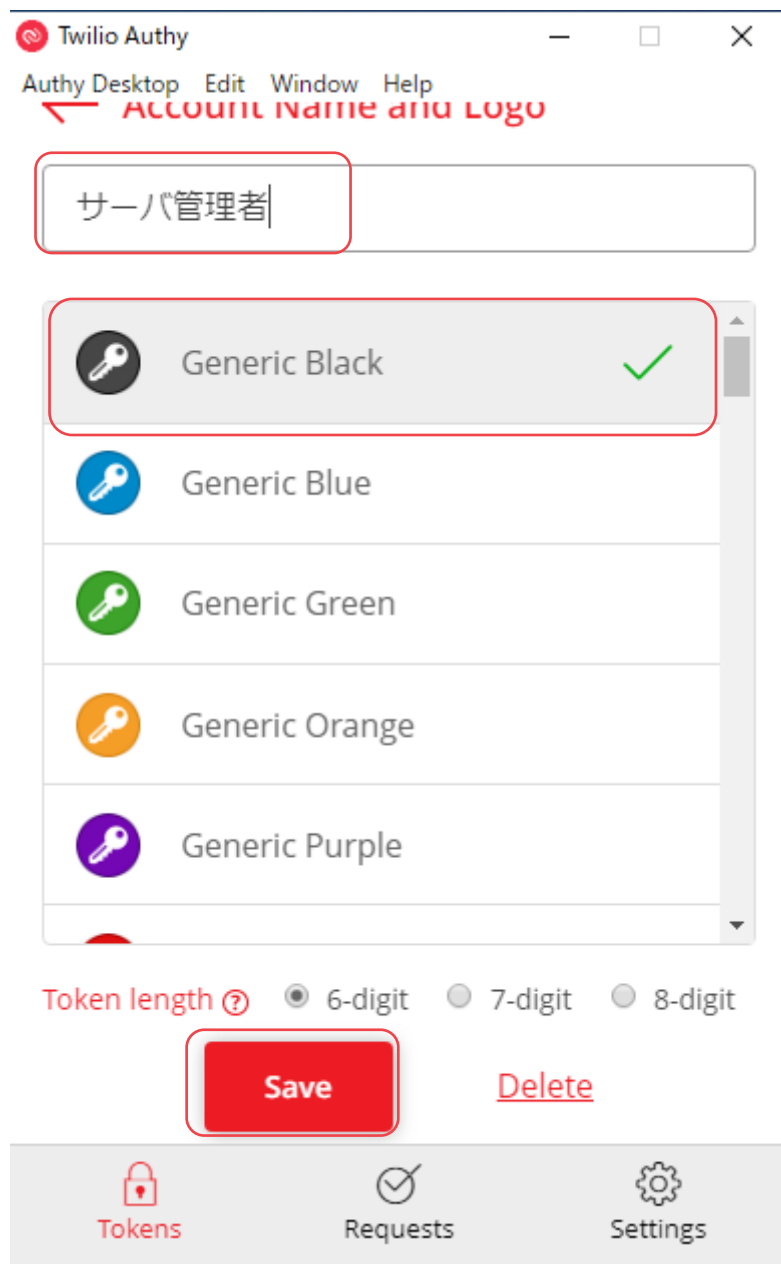 Twilio Authy
Authy Desktop Edit Window Help
Account Name and Logo
サーバ管理者
Generic Black
Generic Blue
Generic Green
Generic Orange
Generic Purple
Token length ? 6-digit 7-digit 8-digit
Save Delete
Tokens Requests Settings